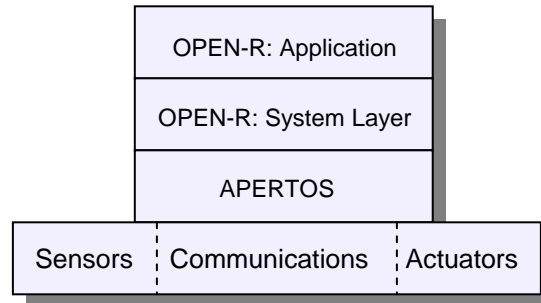 OPEN-R: Application
OPEN-R: System Layer
APERTOS
Sensors Communications Actuators